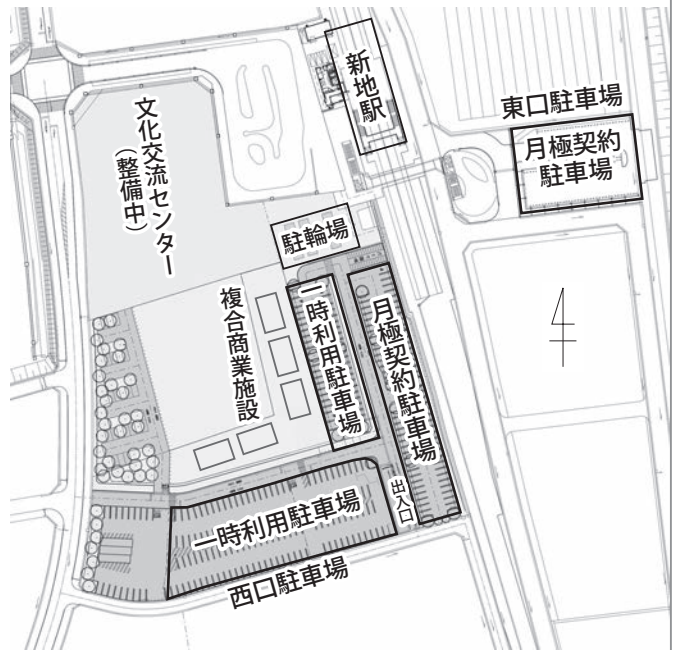 新地駅
東口駐車場
月極契約
駐車場
文化交流センター
（整備中）
駐輪場
複合商業施設
一時利用駐車場
月極契約駐車場
出入口
一時利用駐車場
西口駐車場